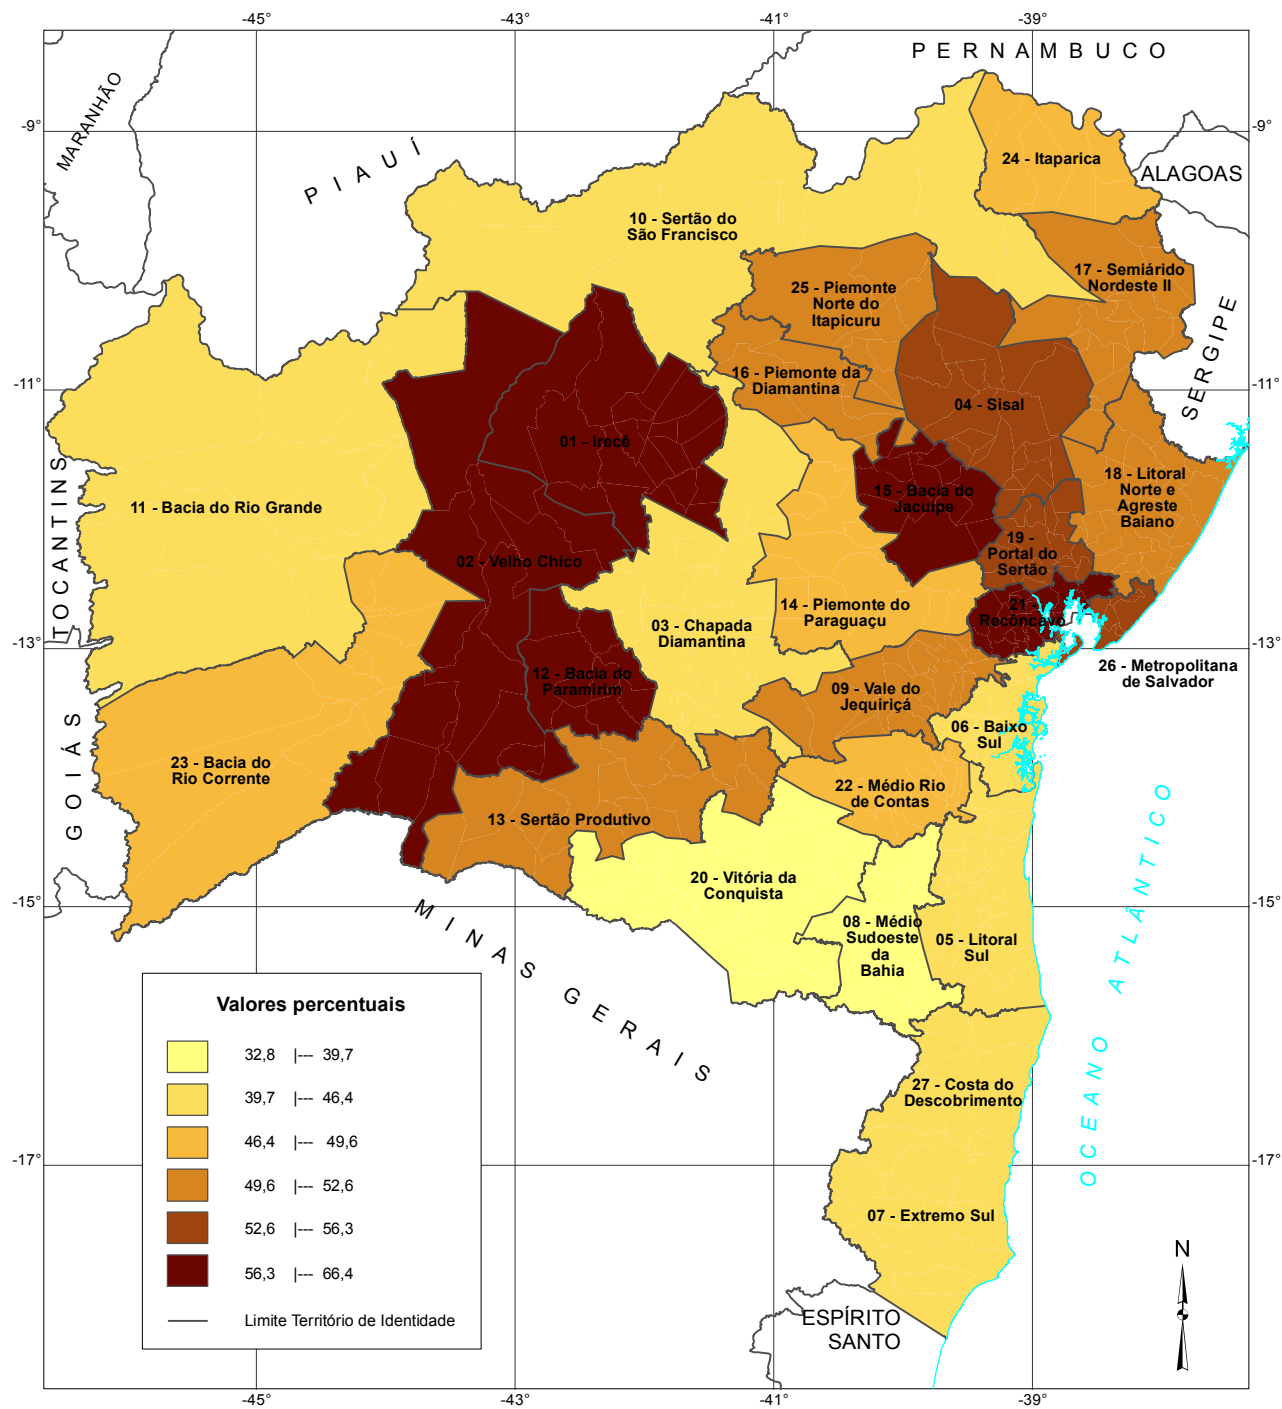 -45°
-43°
-41°
-39°
PERNAMBUCO
MARANHÃO
-9°
-9°
PIAUÍ
24 - Itaparica
ALAGOAS
10 - Sertão do
São Francisco
17 - Semiárido
Nordeste II
25 - Piemonte
Norte do
Itapicuru
SERGIPE
-11°
-11°
16 - Piemonte da
Diamantina
04 - Sisal
01 - Irecê
TOCANTINS
11 - Bacia do Rio Grande
15 - Bacia do
Jacuípe
18 - Litoral
Norte e
Agreste
Baiano
19 -
Portal do
Sertão
02 - Velho Chico
03 - Chapada
Diamantina
14 - Piemonte do
Paraguaçu
21 -
Recôncavo
-13°
-13°
26 - Metropolitana
de Salvador
12 - Bacia do
Paramirim
09 - Vale do
Jequiriçá
06 - Baixo
Sul
GOIÁS
23 - Bacia do
Rio Corrente
22 - Médio Rio
de Contas
13 - Sertão Produtivo
20 - Vitória da
Conquista
-15°
-15°
MINAS GERAIS
08 - Médio
Sudoeste
da
Bahia
05 - Litoral
Sul
OCEANO ATLÂNTICO
Valores percentuais
32,8 |--- 39,7
39,7 |--- 46,4
46,4 |--- 49,6
49,6 |--- 52,6
52,6 |--- 56,3
56,3 |--- 66,4
Limite Território de Identidade
27 - Costa do
Descobrimento
-17°
-17°
07 - Extremo Sul
N
ESPÍRITO
SANTO
-45°
-43°
-41°
-39°